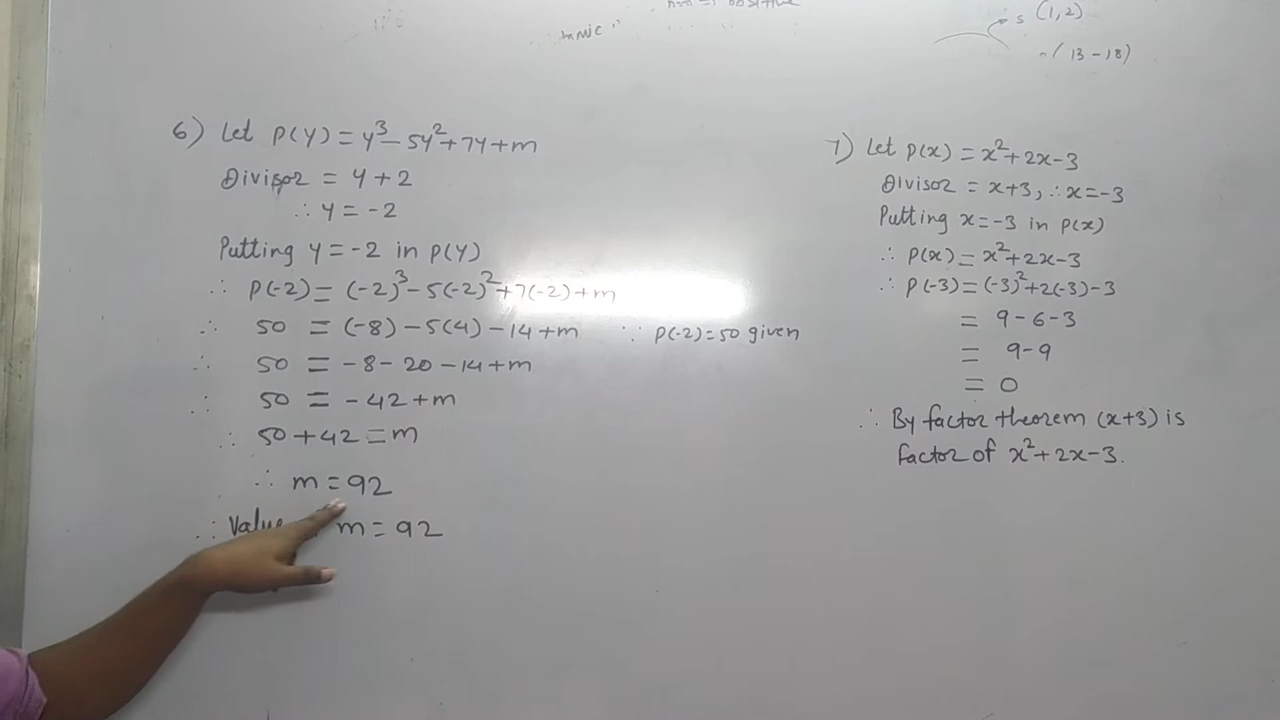 s (1,2)
(13-18)
6) Let P(y) = y³ - 5y² + 7y + m
Divisor = y + 2
∴ y = -2
Putting y = -2 in P(y)
∴ P(-2) = (-2)³ - 5(-2)² + 7(-2) + m
∴ 50 = (-8) - 5(4) - 14 + m ∵ P(-2) = 50 given
∴ 50 = -8 - 20 - 14 + m
∴ 50 = -42 + m
∴ 50 + 42 = m
∴ m = 92
∴ Value m = 92
7) Let P(x) = x² + 2x - 3
Divisor = x + 3, ∴ x = -3
Putting x = -3 in P(x)
∴ P(x) = x² + 2x - 3
∴ P(-3) = (-3)² + 2(-3) - 3
= 9 - 6 - 3
= 9 - 9
= 0
∴ By factor theorem (x+3) is
factor of x² + 2x - 3.